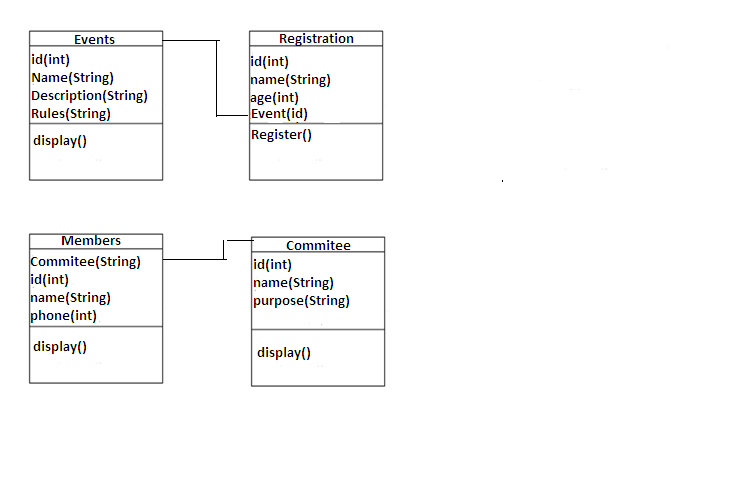 Events
id(int)
Name(String)
Description(String)
Rules(String)
display()
Registration
id(int)
name(String)
age(int)
Event(id)
Register()
Members
Commitee(String)
id(int)
name(String)
phone(int)
display()
Commitee
id(int)
name(String)
purpose(String)
display()